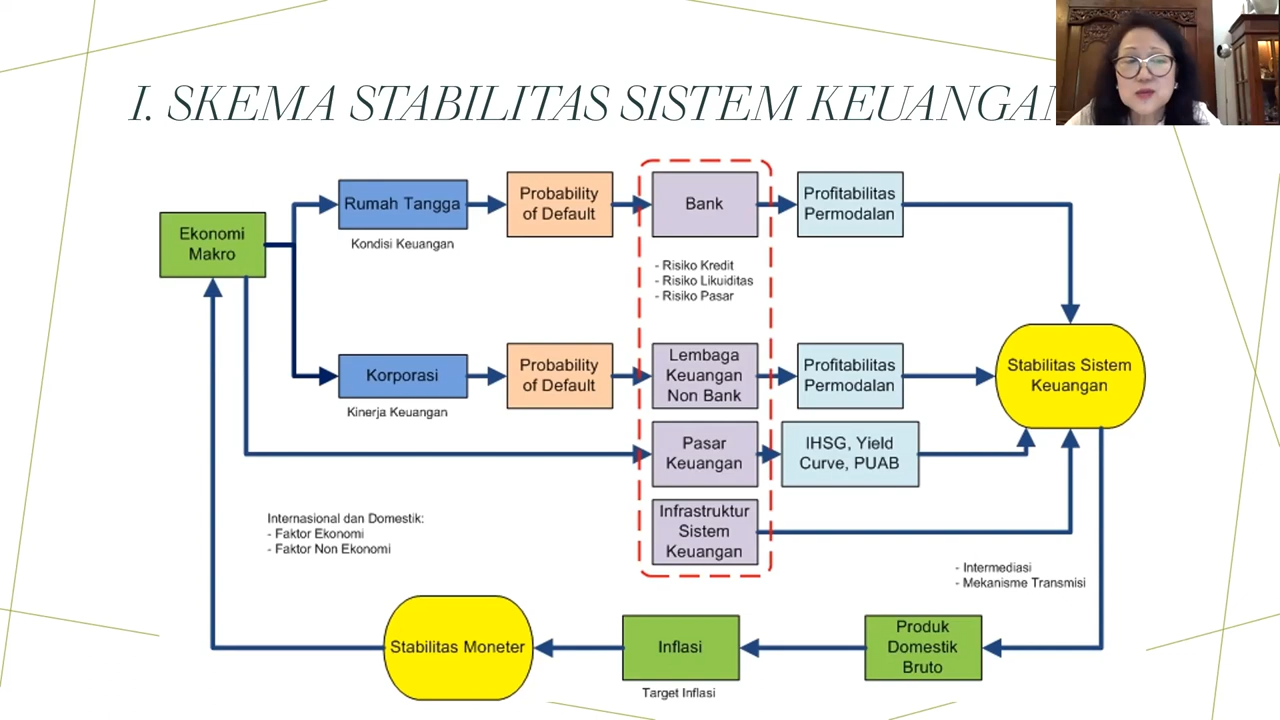 I. SKEMA STABILITAS SISTEM KEUANGAN
Ekonomi
Makro
Rumah Tangga
Kondisi Keuangan
Probability
of Default
Bank
- Risiko Kredit
- Risiko Likuiditas
- Risiko Pasar
Profitabilitas
Permodalan
Korporasi
Kinerja Keuangan
Probability
of Default
Lembaga
Keuangan
Non Bank
Profitabilitas
Permodalan
Stabilitas Sistem
Keuangan
Pasar
Keuangan
IHSG, Yield
Curve, PUAB
Infrastruktur
Sistem
Keuangan
Internasional dan Domestik:
- Faktor Ekonomi
- Faktor Non Ekonomi
- Intermediasi
- Mekanisme Transmisi
Stabilitas Moneter
Inflasi
Target Inflasi
Produk
Domestik
Bruto